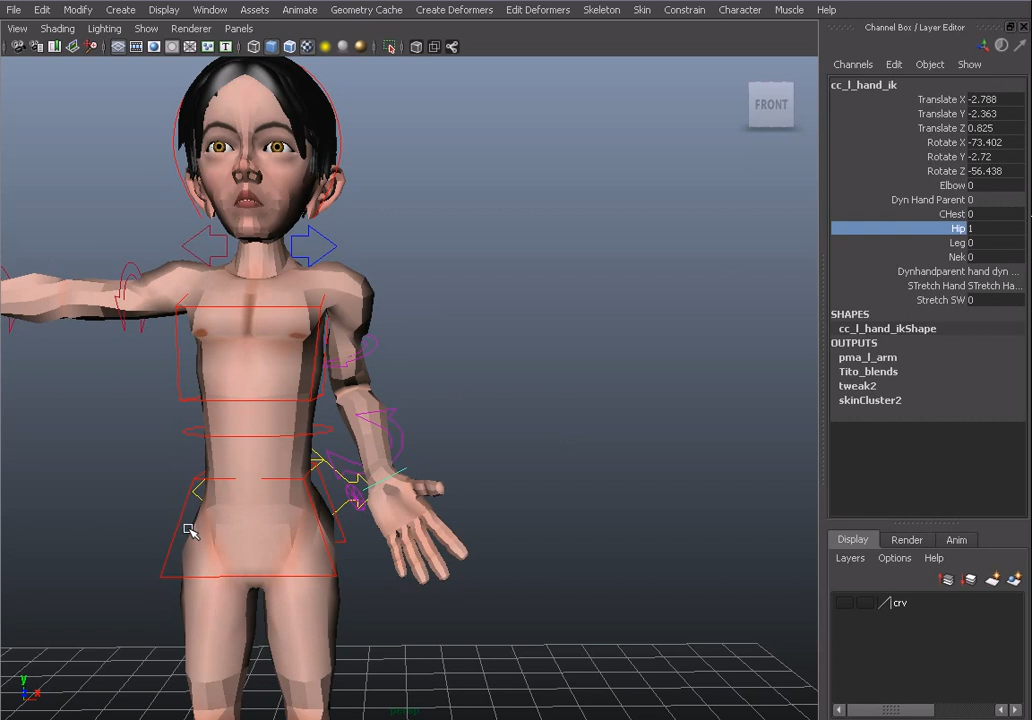 File Edit Modify Create Display Window Assets Animate Geometry Cache Create Deformers Edit Deformers Skeleton Skin Constrain Character Muscle Help
View Shading Lighting Show Renderer Panels
T
FRONT
y
x
persp
Channel Box / Layer Editor
Channels Edit Object Show
cc_l_hand_ik
Translate X -2.788
Translate Y -2.363
Translate Z 0.825
Rotate X -73.402
Rotate Y -2.72
Rotate Z -56.438
Elbow 0
Dyn Hand Parent 0
CHest 0
Hip 1
Leg 0
Nek 0
Dynhandparent hand dyn ...
STretch Hand STretch Ha...
Stretch SW 0
SHAPES
cc_l_hand_ikShape
OUTPUTS
pma_l_arm
Tito_blends
tweak2
skinCluster2
Display Render Anim
Layers Options Help
crv